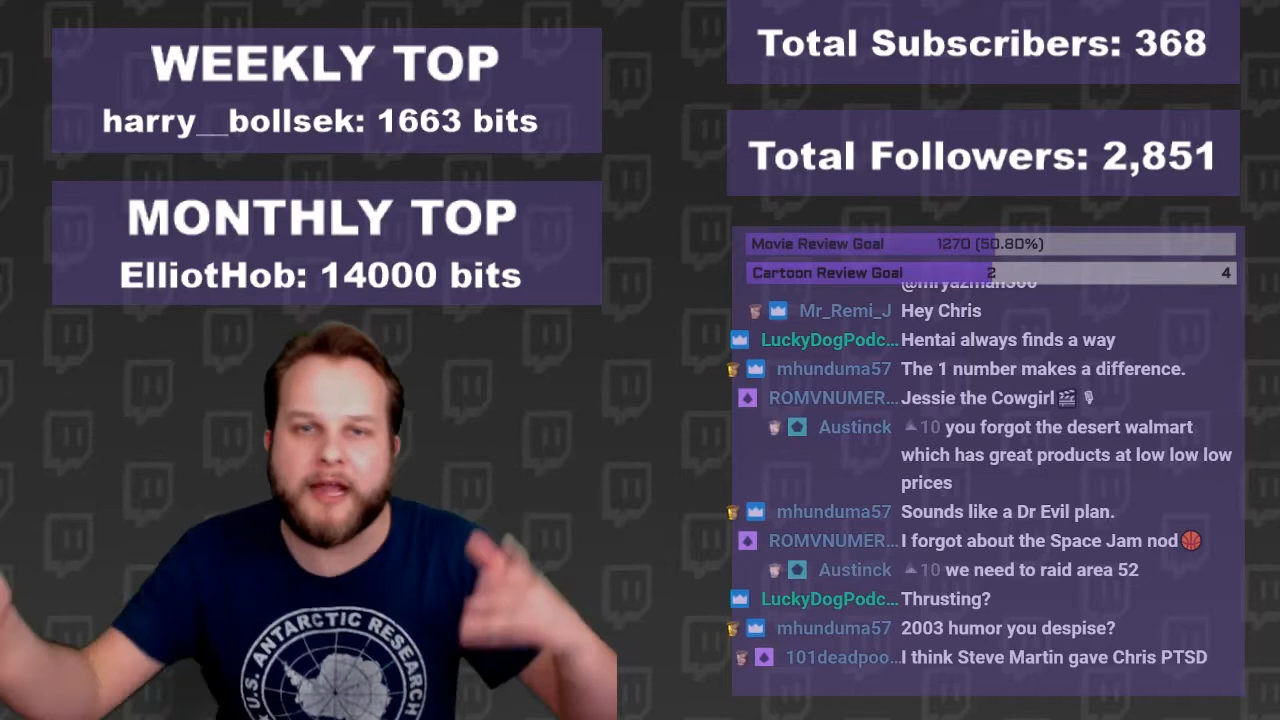 WEEKLY TOP
harry__bollsek: 1663 bits
MONTHLY TOP
ElliotHob: 14000 bits
U.S. ANTARCTIC RESEARCH
Total Subscribers: 368
Total Followers: 2,851
Movie Review Goal 1270 (50.80%)
Cartoon Review Goal 2 4
Mr_Remi_J Hey Chris
LuckyDogPodc... Hentai always finds a way
mhunduma57 The 1 number makes a difference.
ROMVNUMER... Jessie the Cowgirl 🎬 🎙
Austinck 10 you forgot the desert walmart
which has great products at low low low
prices
mhunduma57 Sounds like a Dr Evil plan.
ROMVNUMER... I forgot about the Space Jam nod 🏀
Austinck 10 we need to raid area 52
LuckyDogPodc... Thrusting?
mhunduma57 2003 humor you despise?
101deadpoo... I think Steve Martin gave Chris PTSD